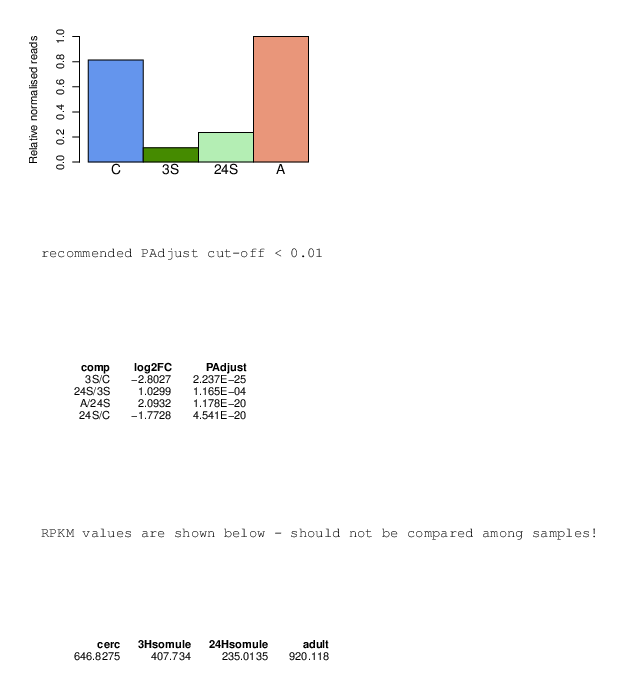 Relative normalised reads
1.0
0.8
0.6
0.4
0.2
0.0
C 3S 24S A
recommended PAdjust cut-off < 0.01
comp log2FC PAdjust
3S/C −2.8027 2.237E−25
24S/3S 1.0299 1.165E−04
A/24S 2.0932 1.178E−20
24S/C −1.7728 4.541E−20
RPKM values are shown below - should not be compared among samples!
cerc 3Hsomule 24Hsomule adult
646.8275 407.734 235.0135 920.118